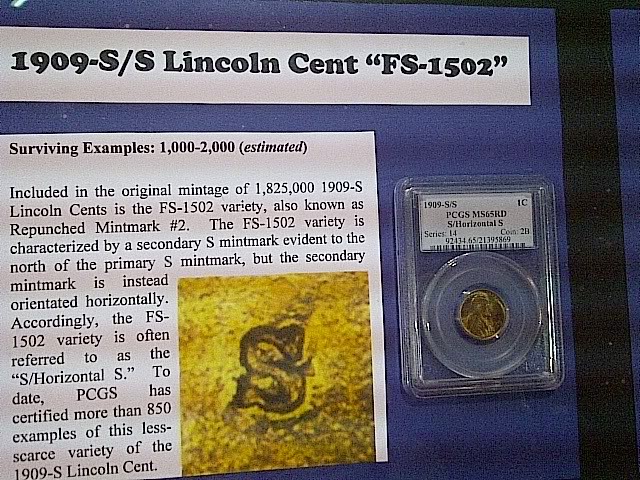 1909-S/S Lincoln Cent “FS-1502”
Surviving Examples: 1,000-2,000 (estimated)
Included in the original mintage of 1,825,000 1909-S
Lincoln Cents is the FS-1502 variety, also known as
Repunched Mintmark #2. The FS-1502 variety is
characterized by a secondary S mintmark evident to the
north of the primary S mintmark, but the secondary
mintmark is instead
orientated horizontally.
Accordingly, the FS-
1502 variety is often
referred to as the
“S/Horizontal S.” To
date, PCGS has
certified more than 850
examples of this less-
scarce variety of the
1909-S Lincoln Cent.
1909-S/S 1C
PCGS MS65RD
S/Horizontal S
Series: 14 Coin: 2B
92434.65/21395869
S